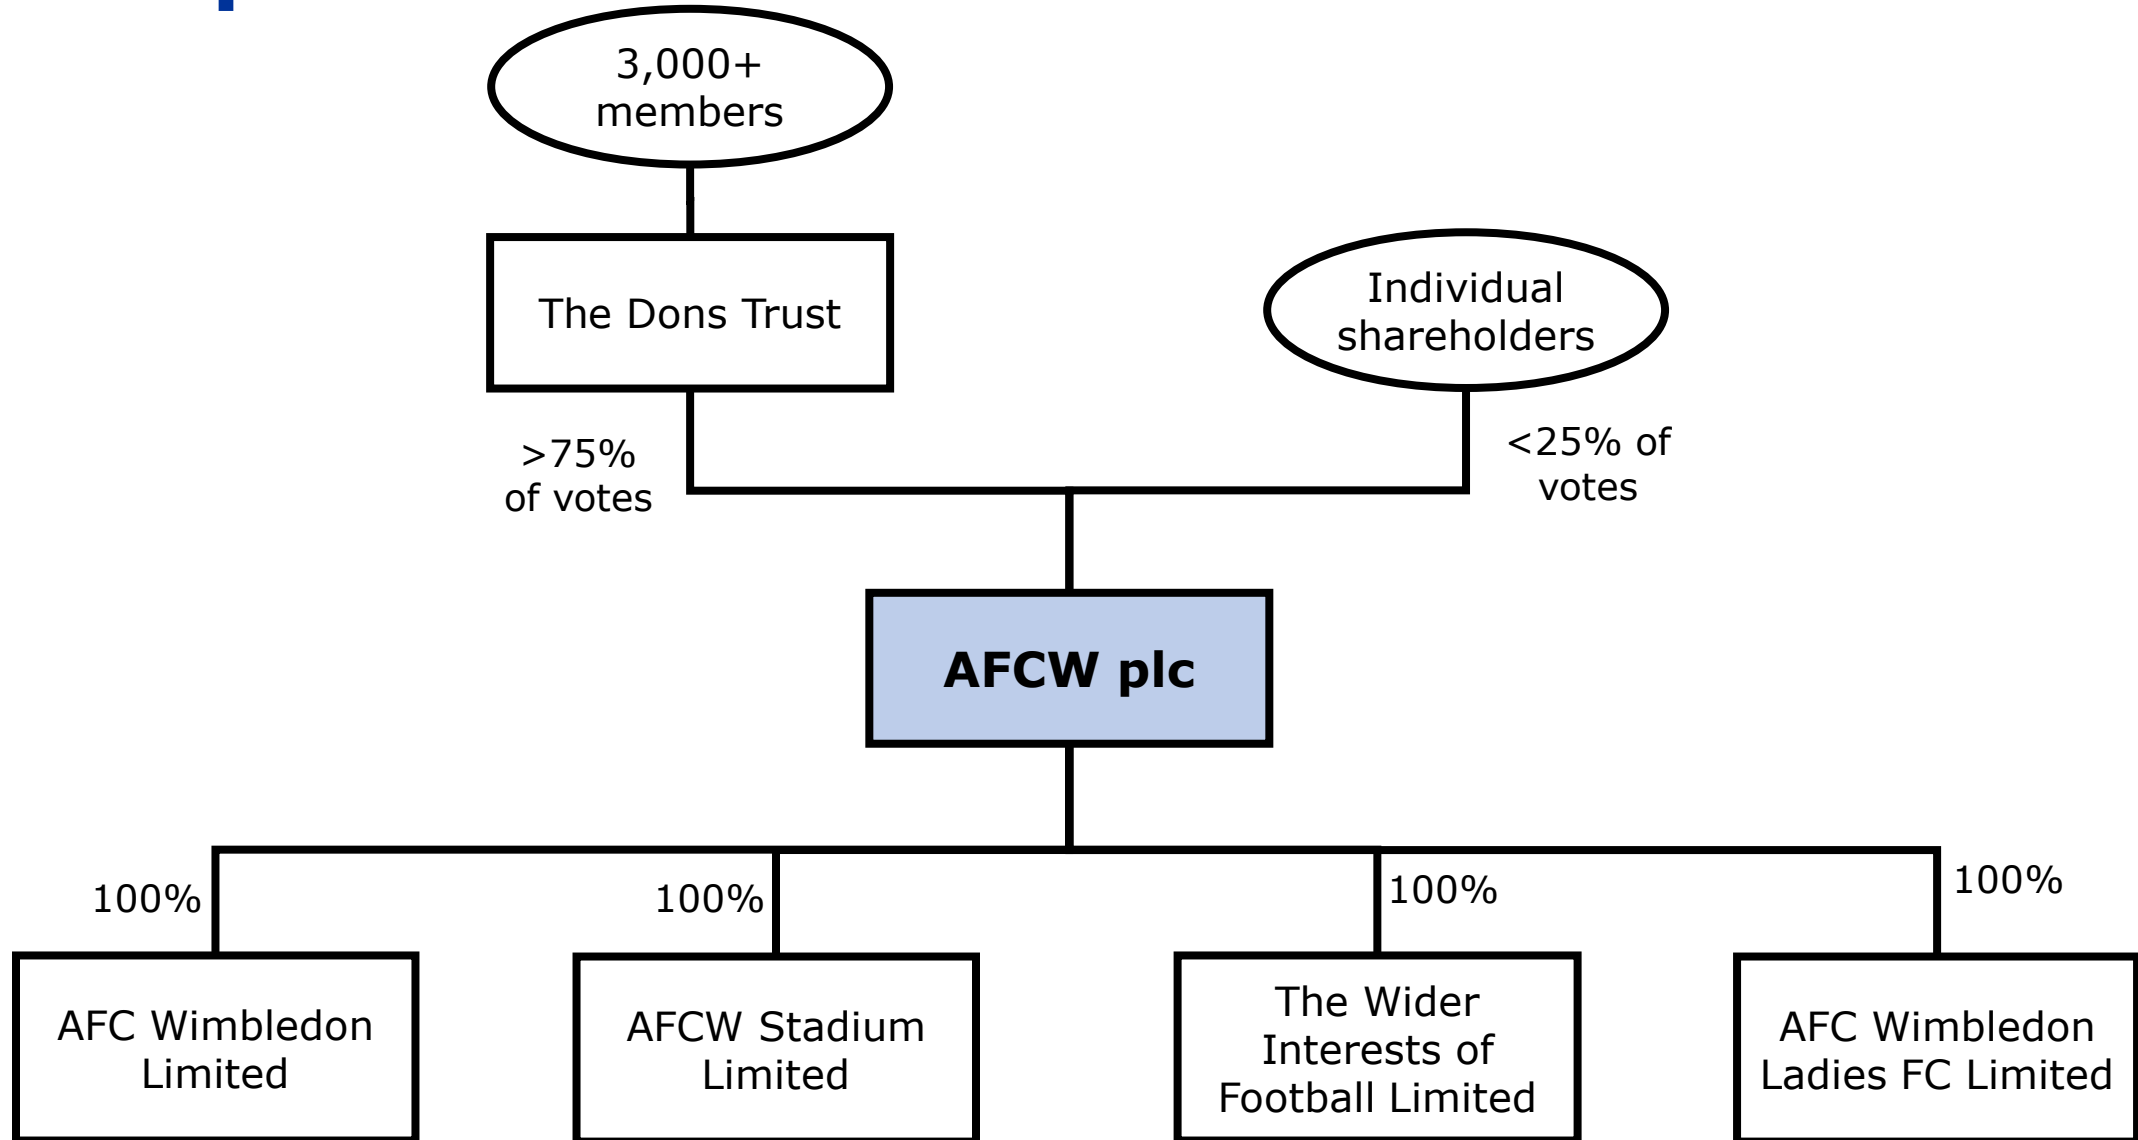 3,000+
members
The Dons Trust
Individual
shareholders
>75%
of votes
<25% of
votes
AFCW plc
100%
100%
100%
100%
AFC Wimbledon
Limited
AFCW Stadium
Limited
The Wider
Interests of
Football Limited
AFC Wimbledon
Ladies FC Limited